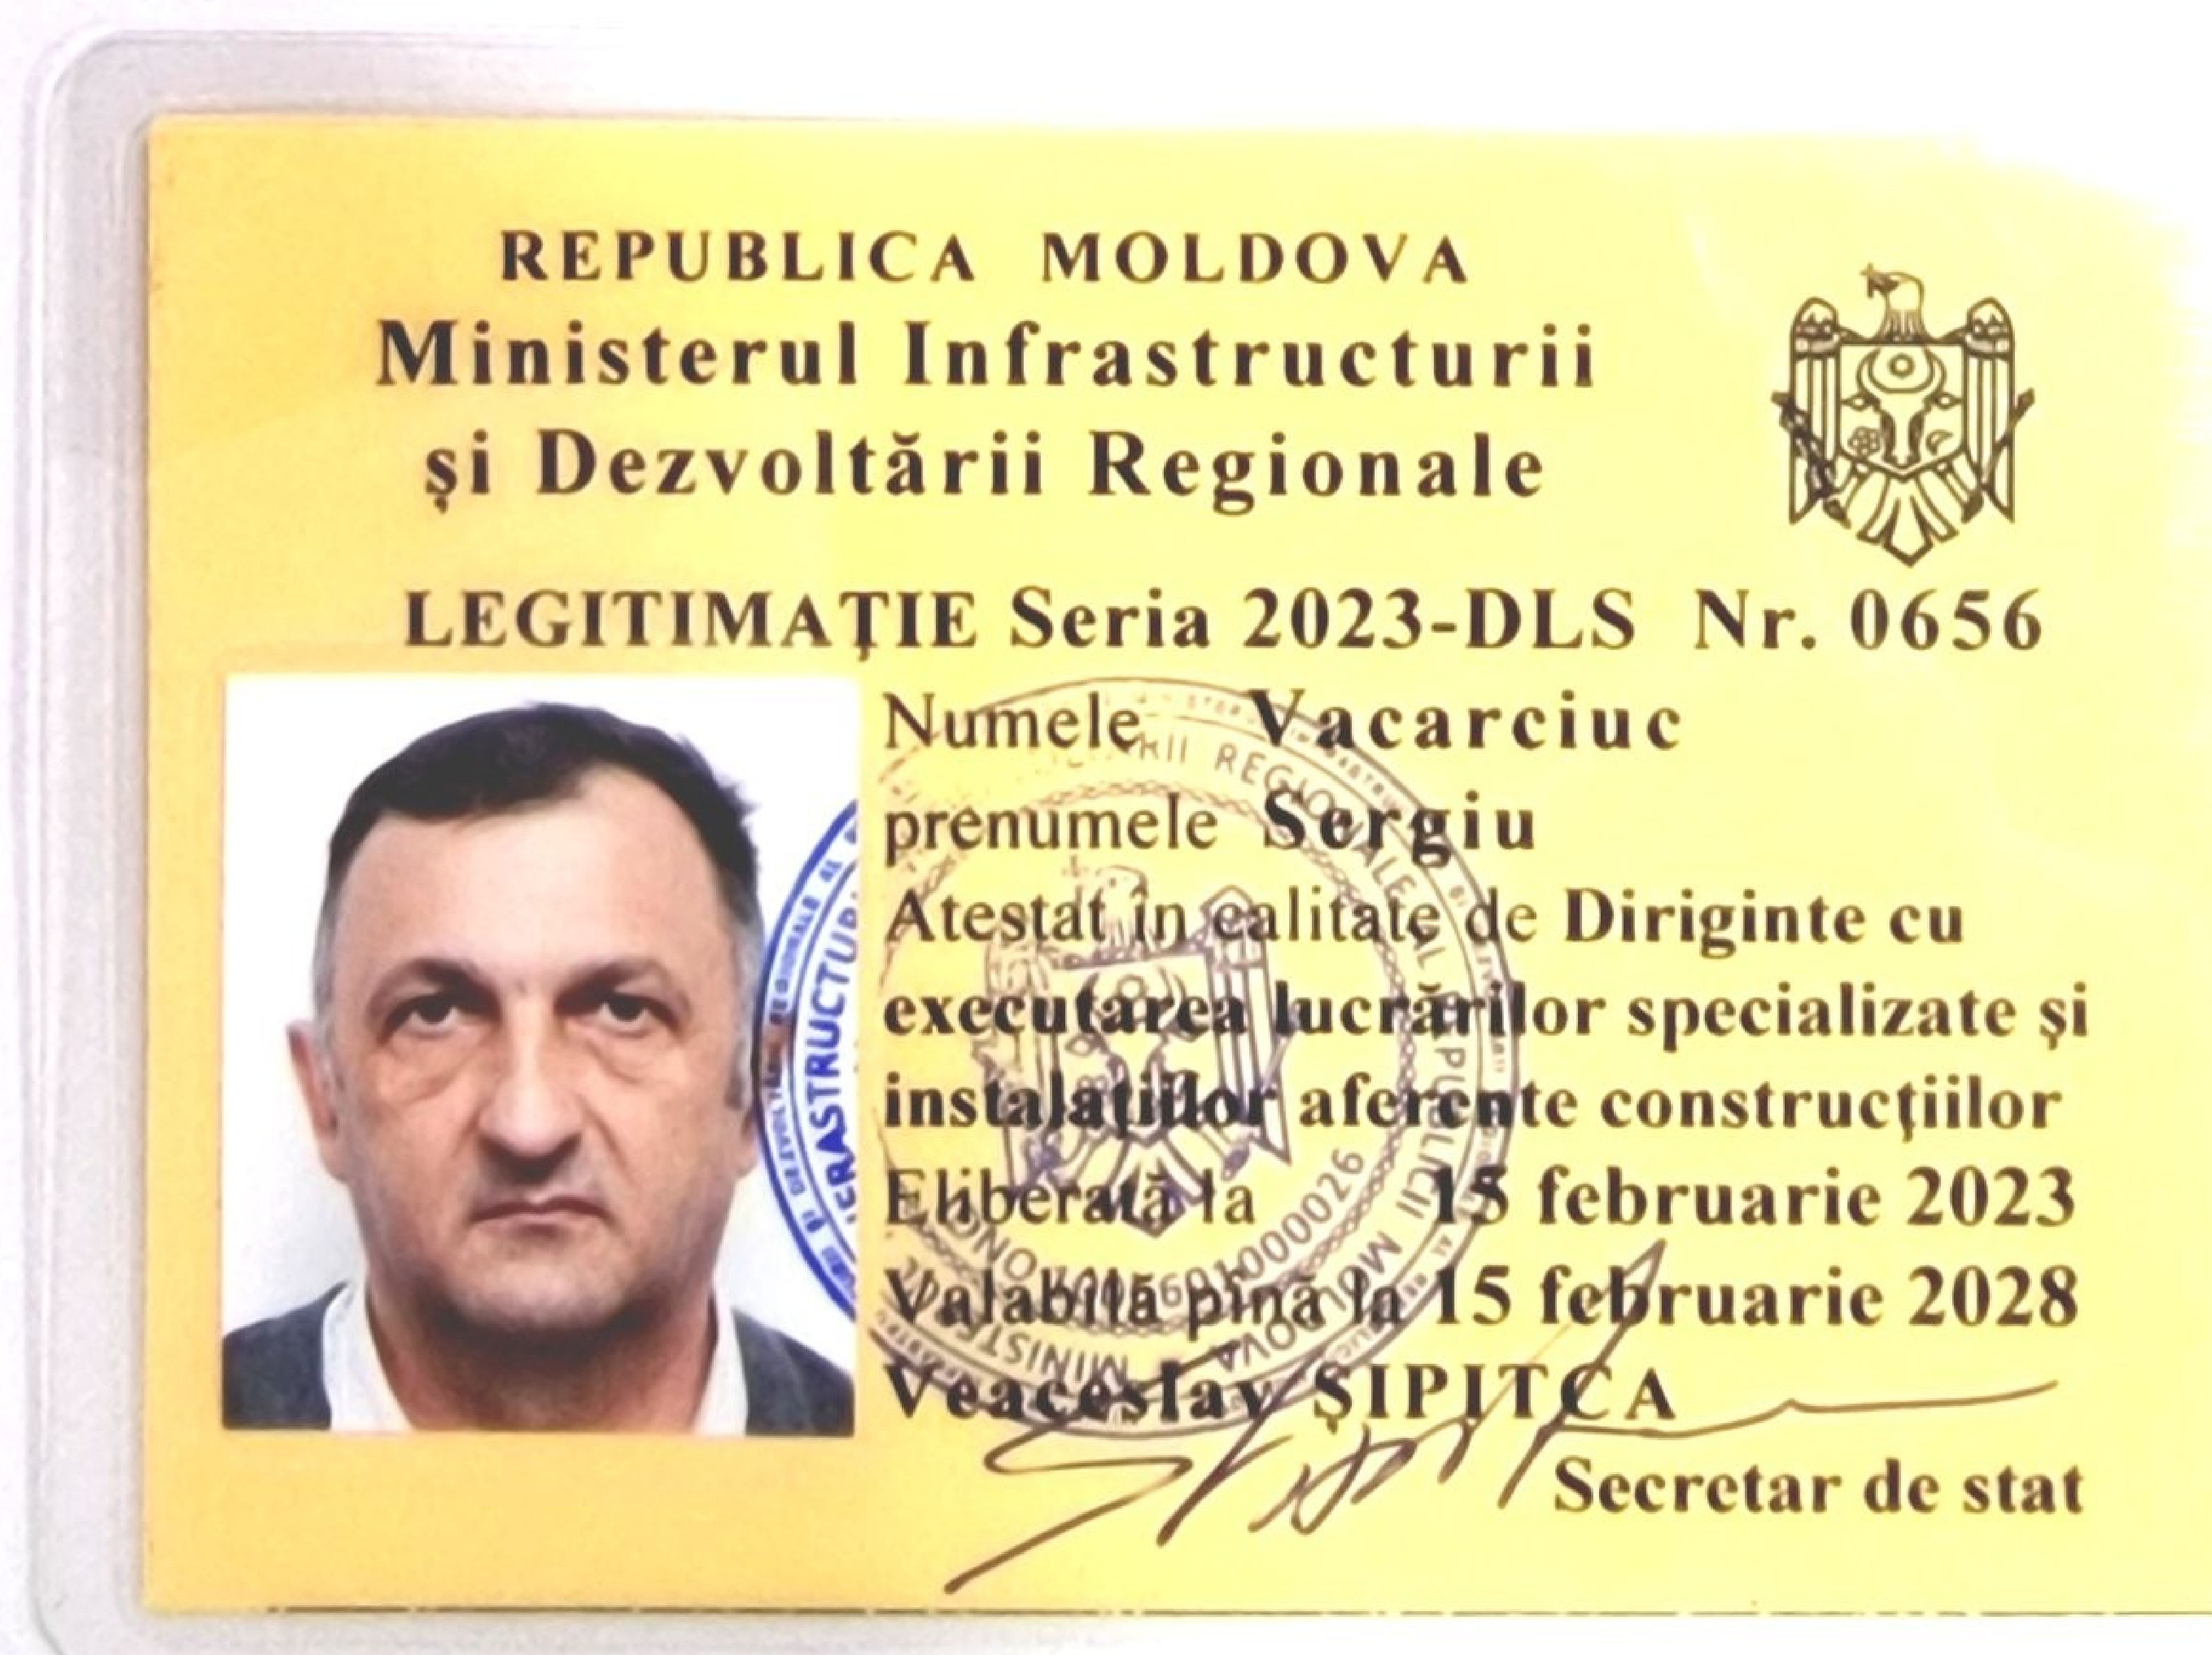 REPUBLICA MOLDOVA
Ministerul Infrastructurii
și Dezvoltării Regionale
LEGITIMAȚIE Seria 2023-DLS Nr. 0656
Numele Vacarciuc
prenumele Sergiu
Atestat în calitate de Diriginte cu
executarea lucrărilor specializate și
instalațiilor aferente construcțiilor
Eliberată la 15 februarie 2023
Valabilă pînă la 15 februarie 2028
Veaceslav ȘIPITCA
Secretar de stat